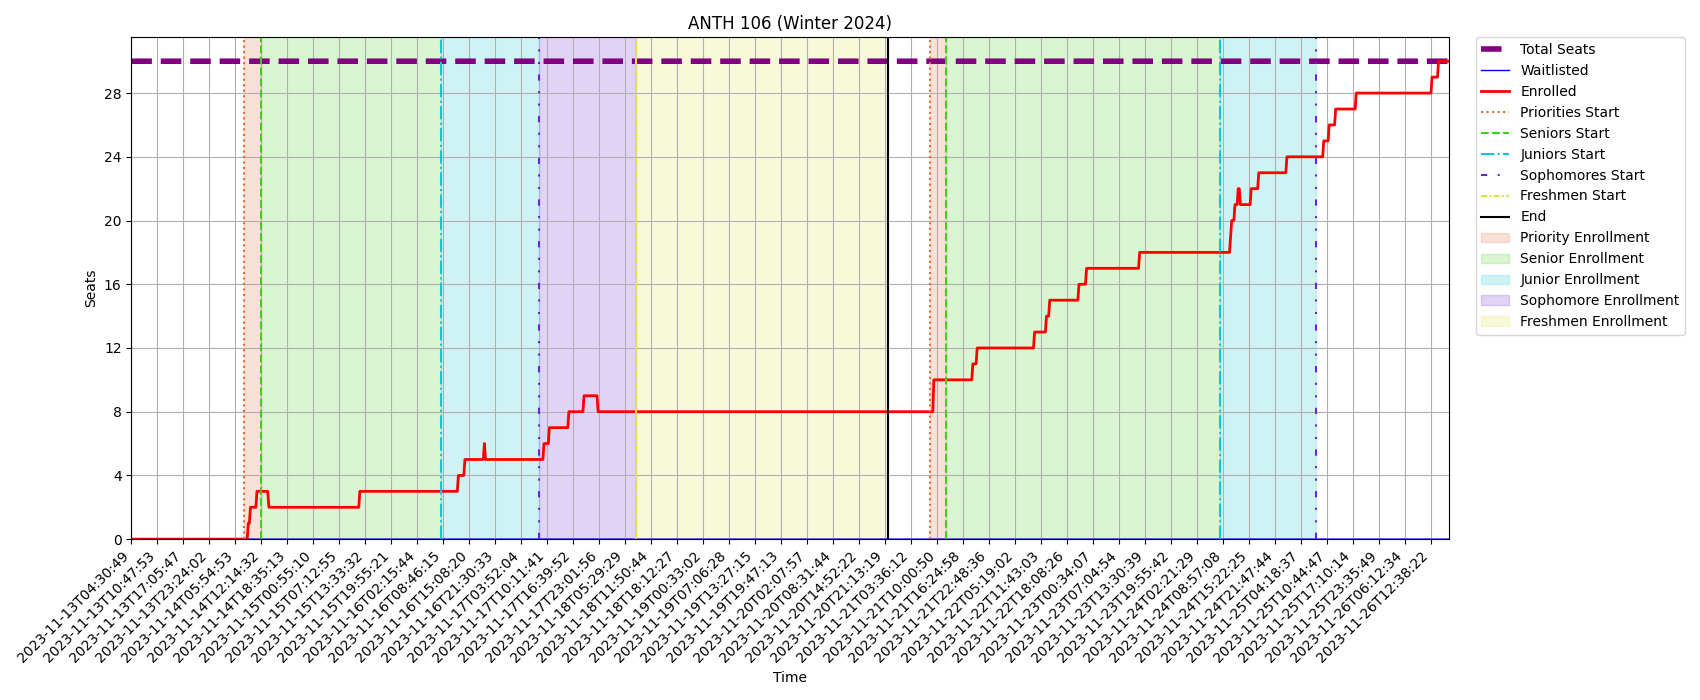 ANTH 106 (Winter 2024)
Seats
28
24
20
16
12
8
4
0
2023-11-13T04:30:49
2023-11-13T10:47:53
2023-11-13T17:05:47
2023-11-13T23:24:02
2023-11-14T05:54:53
2023-11-14T12:14:32
2023-11-14T18:35:13
2023-11-15T00:55:10
2023-11-15T07:12:55
2023-11-15T13:33:32
2023-11-15T19:55:21
2023-11-16T02:15:44
2023-11-16T08:46:15
2023-11-16T15:08:20
2023-11-16T21:30:33
2023-11-17T03:52:04
2023-11-17T10:11:41
2023-11-17T16:39:52
2023-11-17T23:01:56
2023-11-18T05:29:29
2023-11-18T11:50:44
2023-11-18T18:12:27
2023-11-19T00:33:02
2023-11-19T07:06:28
2023-11-19T13:27:15
2023-11-19T19:47:13
2023-11-20T02:07:57
2023-11-20T08:31:44
2023-11-20T14:52:22
2023-11-20T21:13:19
2023-11-21T03:36:12
2023-11-21T10:00:50
2023-11-21T16:24:58
2023-11-21T22:48:36
2023-11-22T05:19:02
2023-11-22T11:43:03
2023-11-22T18:08:26
2023-11-23T00:34:07
2023-11-23T07:04:54
2023-11-23T13:30:39
2023-11-23T19:55:42
2023-11-24T02:21:29
2023-11-24T08:57:08
2023-11-24T15:22:25
2023-11-24T21:47:44
2023-11-25T04:18:37
2023-11-25T10:44:47
2023-11-25T17:10:14
2023-11-25T23:35:49
2023-11-26T06:12:34
2023-11-26T12:38:22
Time
Total Seats
Waitlisted
Enrolled
Priorities Start
Seniors Start
Juniors Start
Sophomores Start
Freshmen Start
End
Priority Enrollment
Senior Enrollment
Junior Enrollment
Sophomore Enrollment
Freshmen Enrollment